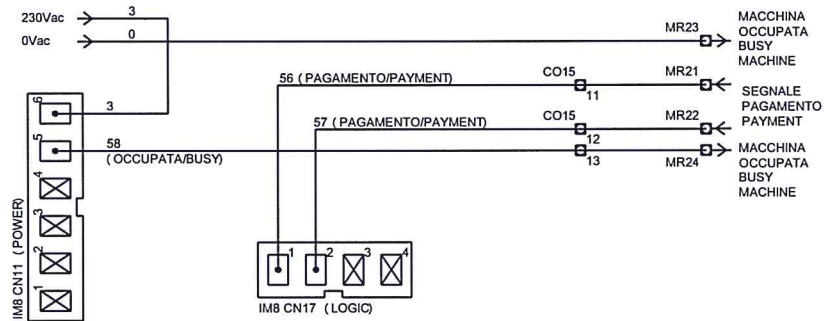 230Vac 3
0Vac 0
MR23
MACCHINA
OCCUPATA
BUSY
MACHINE
56 ( PAGAMENTO/PAYMENT)
CO15
11
MR21
SEGNALE
PAGAMENTO
PAYMENT
57 ( PAGAMENTO/PAYMENT)
CO15
12
MR22
6
3
5
58
( OCCUPATA/BUSY)
13
MR24
MACCHINA
OCCUPATA
BUSY
MACHINE
4
3
2
1
IM8 CN11 ( POWER)
1 2 3 4
IM8 CN17 ( LOGIC)